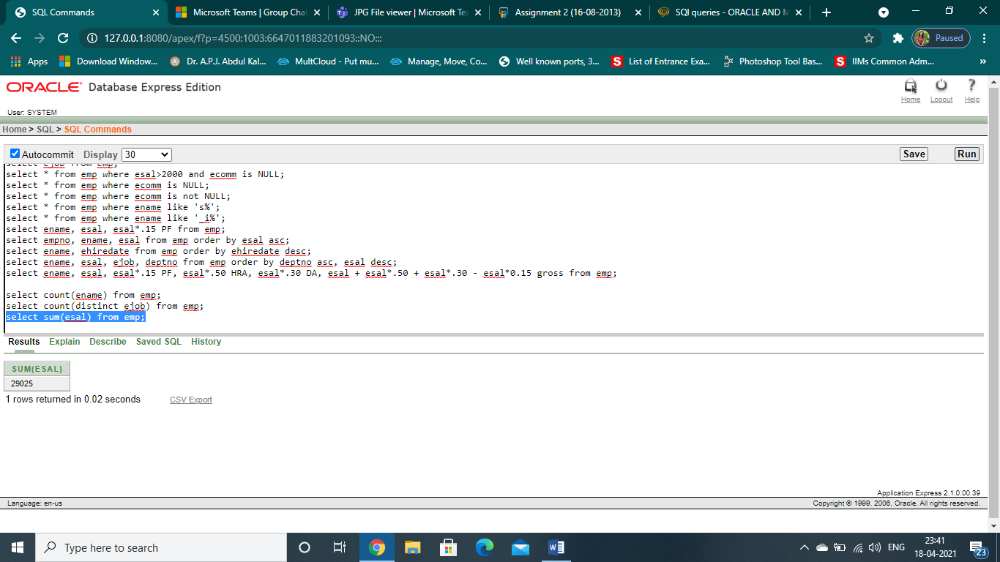 SQL Commands
Microsoft Teams | Group Cha
JPG File viewer | Microsoft Te
Assignment 2 (16-08-2013)
SQl queries - ORACLE AND M
127.0.0.1:8080/apex/f?p=4500:1003:6647011883201093::NO:::
Paused
Apps
Download Window...
Dr. A.P.J. Abdul Kal...
MultCloud - Put mu...
Manage, Move, Co...
Well known ports, 3...
List of Entrance Exa...
Photoshop Tool Bas...
IIMs Common Adm...
ORACLE Database Express Edition
Home
Logout
Help
User: SYSTEM
Home > SQL > SQL Commands
Autocommit Display 30
Save
Run
select ejob from emp;
select * from emp where esal>2000 and ecomm is NULL;
select * from emp where ecomm is NULL;
select * from emp where ecomm is not NULL;
select * from emp where ename like 's%';
select * from emp where ename like '_i%';
select ename, esal, esal*.15 PF from emp;
select empno, ename, esal from emp order by esal asc;
select ename, ehiredate from emp order by ehiredate desc;
select ename, esal, ejob, deptno from emp order by deptno asc, esal desc;
select ename, esal, esal*.15 PF, esal*.50 HRA, esal*.30 DA, esal + esal*.50 + esal*.30 - esal*0.15 gross from emp;
select count(ename) from emp;
select count(distinct ejob) from emp;
select sum(esal) from emp;
Results Explain Describe Saved SQL History
SUM(ESAL)
29025
1 rows returned in 0.02 seconds
CSV Export
Application Express 2.1.0.00.39
Language: en-us
Copyright © 1999, 2006, Oracle. All rights reserved.
Type here to search
ENG
23:41
18-04-2021
23